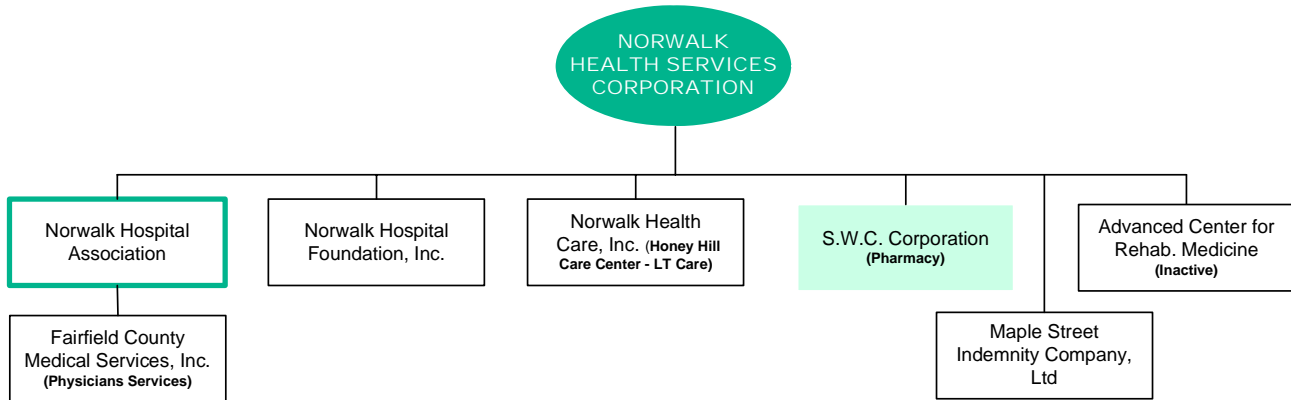 NORWALK
HEALTH SERVICES
CORPORATION
Norwalk Hospital
Association
Norwalk Hospital
Foundation, Inc.
Norwalk Health
Care, Inc. (Honey Hill
Care Center - LT Care)
S.W.C. Corporation
(Pharmacy)
Advanced Center for
Rehab. Medicine
(Inactive)
Fairfield County
Medical Services, Inc.
(Physicians Services)
Maple Street
Indemnity Company,
Ltd